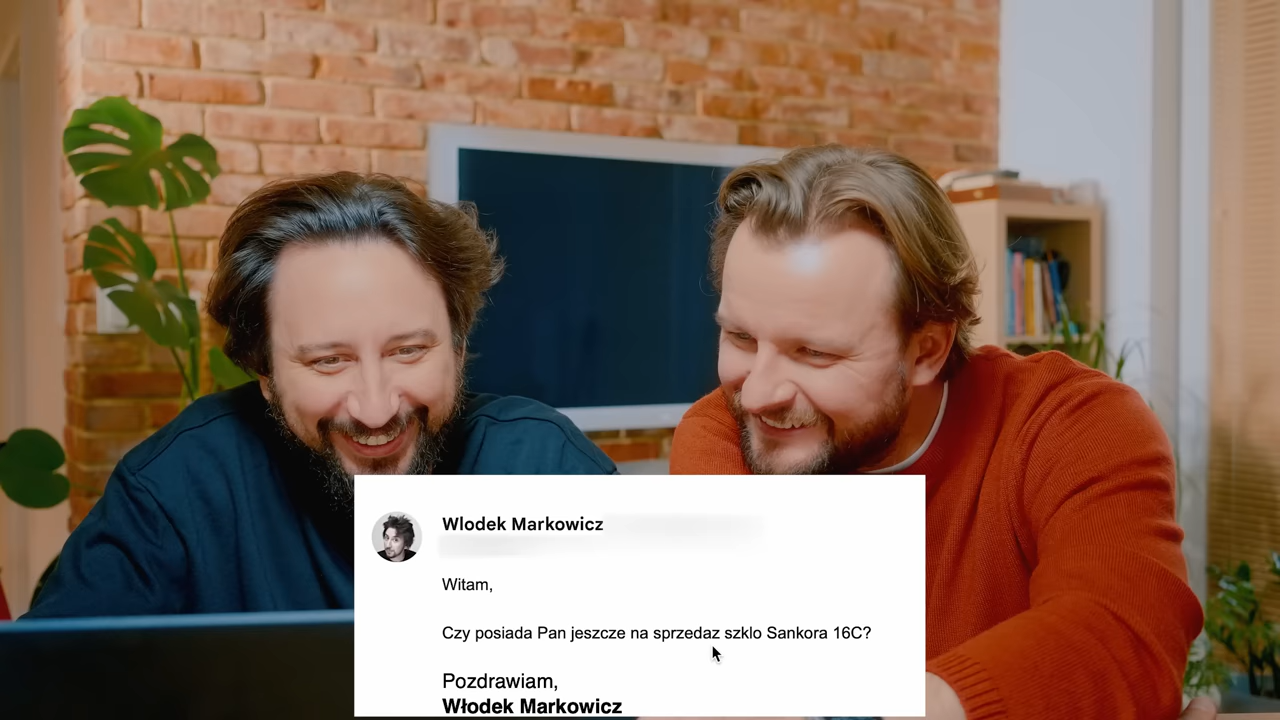 Wlodek Markowicz
Witam,
Czy posiada Pan jeszcze na sprzedaz szklo Sankora 16C?
Pozdrawiam,
Włodek Markowicz